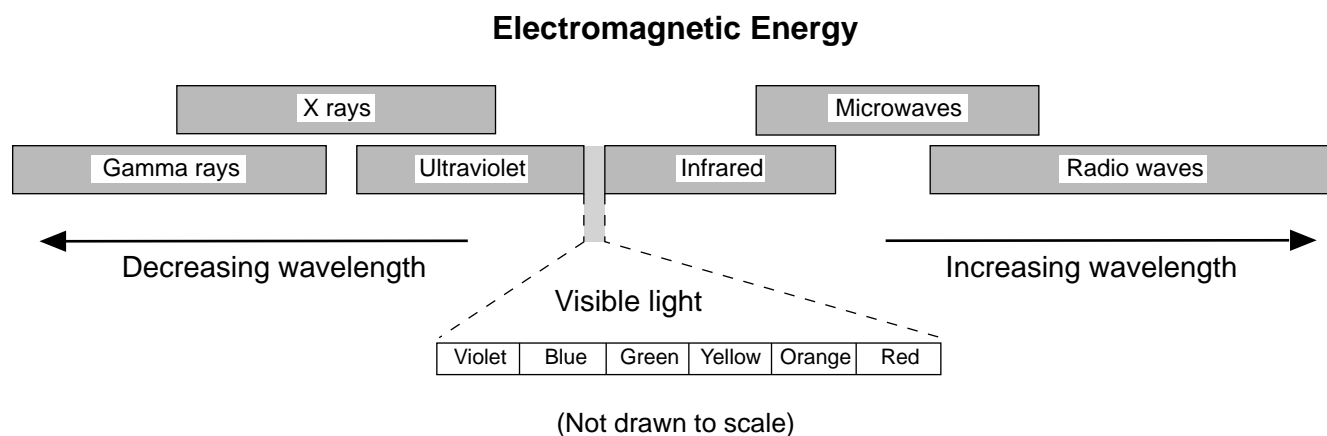 Electromagnetic Energy
X rays
Microwaves
Gamma rays
Ultraviolet
Infrared
Radio waves
Decreasing wavelength
Increasing wavelength
Visible light
Violet
Blue
Green
Yellow
Orange
Red
(Not drawn to scale)